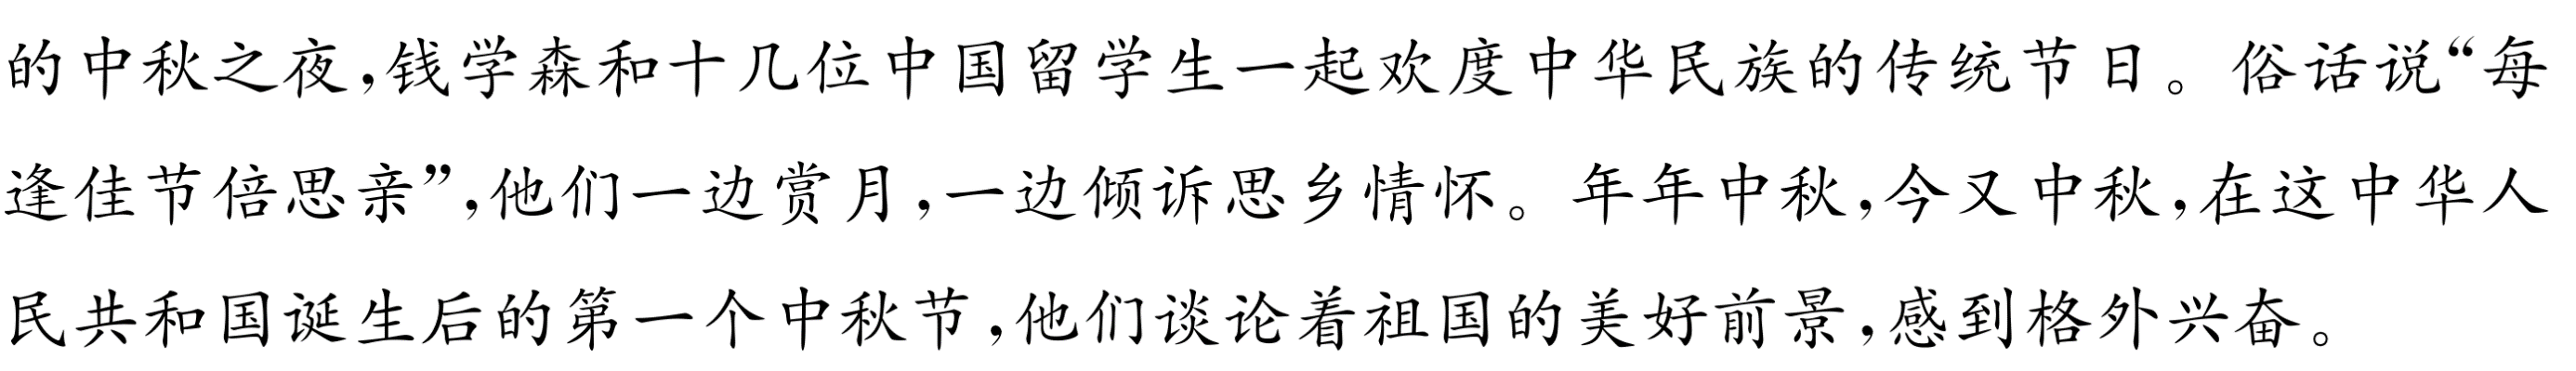 的中秋之夜,钱学森和十几位中国留学生一起欢度中华民族的传统节日。俗话说“每
逢佳节倍思亲”,他们一边赏月,一边倾诉思乡情怀。年年中秋,今又中秋,在这中华人
民共和国诞生后的第一个中秋节,他们谈论着祖国的美好前景,感到格外兴奋。